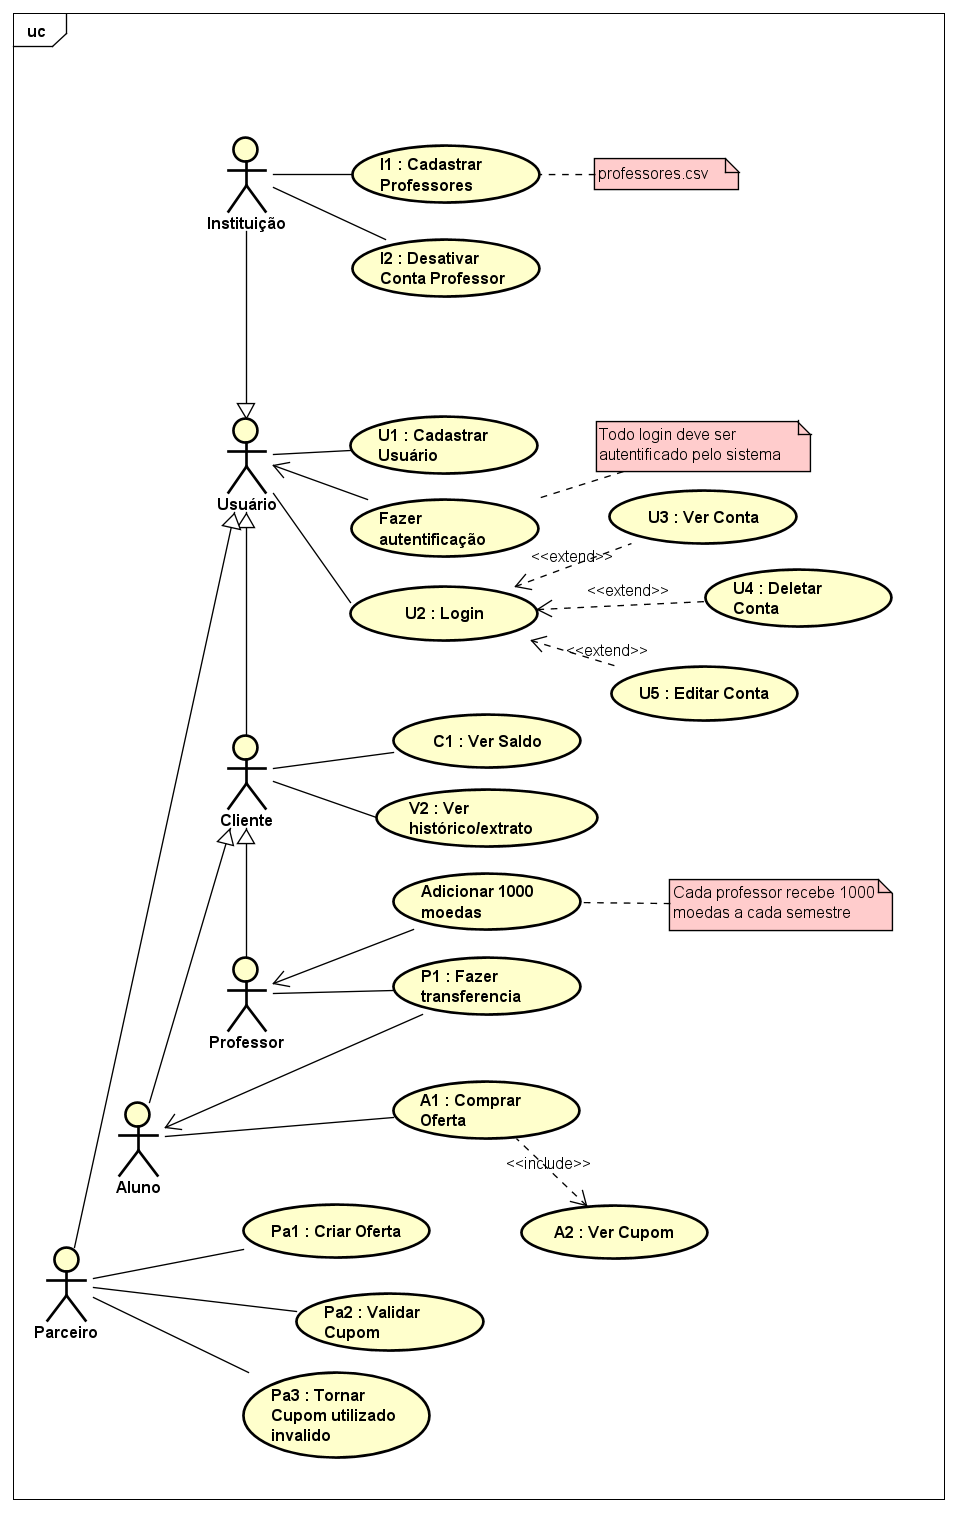 uc
I1 : Cadastrar
Professores
professores.csv
Instituição
I2 : Desativar
Conta Professor
U1 : Cadastrar
Usuário
Todo login deve ser
autentificado pelo sistema
Usuário
Fazer
autentificação
U3 : Ver Conta
<<extend>>
U4 : Deletar
Conta
<<extend>>
U2 : Login
<<extend>>
U5 : Editar Conta
C1 : Ver Saldo
Cliente
V2 : Ver
histórico/extrato
Adicionar 1000
moedas
Cada professor recebe 1000
moedas a cada semestre
P1 : Fazer
transferencia
Professor
A1 : Comprar
Oferta
<<include>>
Aluno
A2 : Ver Cupom
Pa1 : Criar Oferta
Parceiro
Pa2 : Validar
Cupom
Pa3 : Tornar
Cupom utilizado
invalido